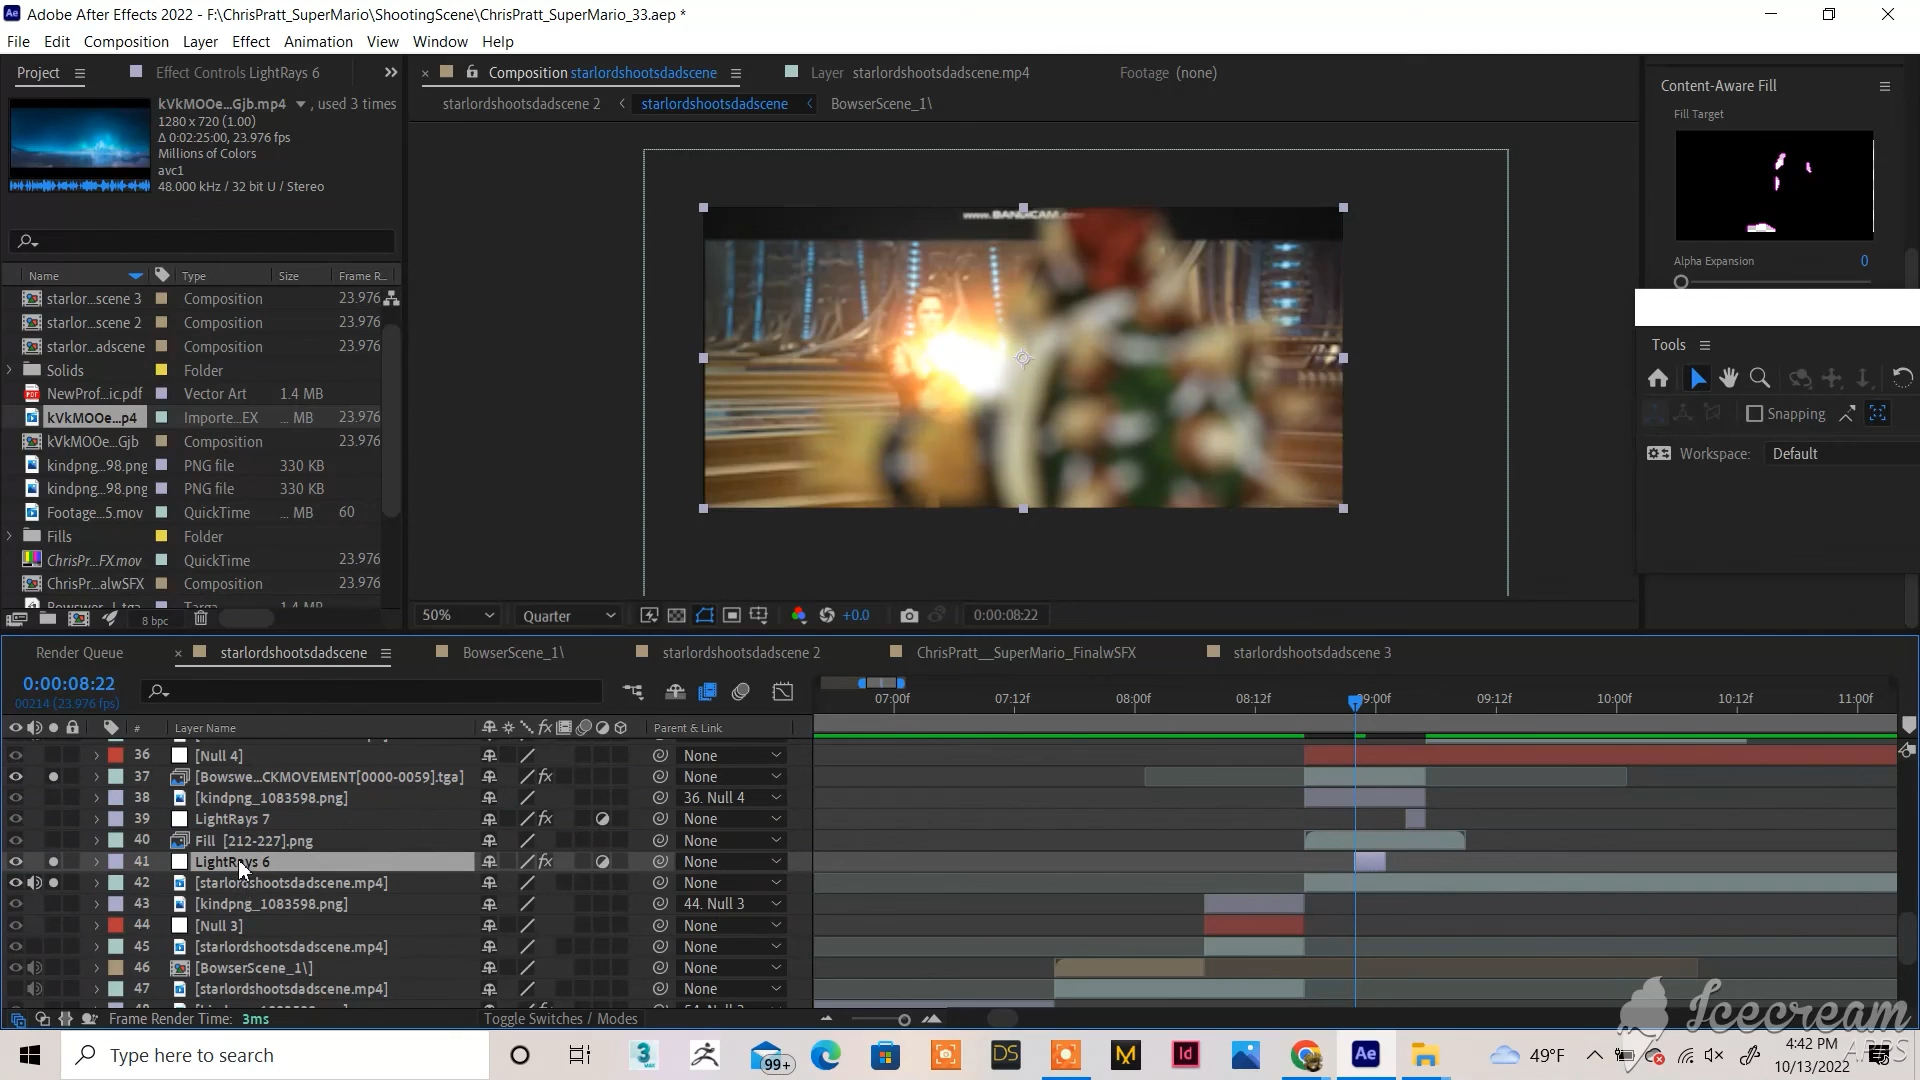 Adobe After Effects 2022 - F:\ChrisPratt_SuperMario\ShootingScene\ChrisPratt_SuperMario_33.aep *
File Edit Composition Layer Effect Animation View Window Help
Project Effect Controls LightRays 6
Composition starlordshootsdadscene Layer starlordshootsdadscene.mp4 Footage (none)
Content-Aware Fill
kVkMOOe...Gjb.mp4 , used 3 times
1280 x 720 (1.00)
Δ 0:02:25:00, 23.976 fps
Millions of Colors
avc1
48.000 kHz / 32 bit U / Stereo
starlordshootsdadscene 2 starlordshootsdadscene BowserScene_1\
Fill Target
www.BANDICAM.com
Alpha Expansion 0
Name Type Size Frame R...
starlor...scene 3 Composition 23.976
starlor...scene 2 Composition 23.976
starlor...adscene Composition 23.976
Solids Folder
NewProf...ic.pdf Vector Art 1.4 MB
kVkMOOe...p4 Importe...EX ... MB 23.976
kVkMOOe...Gjb Composition 23.976
kindpng...98.png PNG file 330 KB
kindpng...98.png PNG file 330 KB
Footage...5.mov QuickTime ... MB 60
Fills Folder
ChrisPr...FX.mov QuickTime 23.976
ChrisPr...alwSFX Composition 23.976
Tools
Snapping
Workspace: Default
8 bpc
50% Quarter +0.0 0:00:08:22
Render Queue starlordshootsdadscene BowserScene_1\ starlordshootsdadscene 2 ChrisPratt__SuperMario_FinalwSFX starlordshootsdadscene 3
0:00:08:22
00214 (23.976 fps)
07:00f 07:12f 08:00f 08:12f 09:00f 09:12f 10:00f 10:12f 11:00f
# Layer Name fx Parent & Link
36 [Null 4] None
37 [Bowswe...CKMOVEMENT[0000-0059].tga] fx None
38 [kindpng_1083598.png] 36. Null 4
39 LightRays 7 fx None
40 Fill [212-227].png None
41 LightRays 6 fx None
42 [starlordshootsdadscene.mp4] None
43 [kindpng_1083598.png] 44. Null 3
44 [Null 3] None
45 [starlordshootsdadscene.mp4] None
46 [BowserScene_1\] None
47 [starlordshootsdadscene.mp4] None
Frame Render Time: 3ms Toggle Switches / Modes
Icecream
APPS
Type here to search
3 MAX
99+
DS
M
Id
Ae
49°F
4:42 PM
10/13/2022